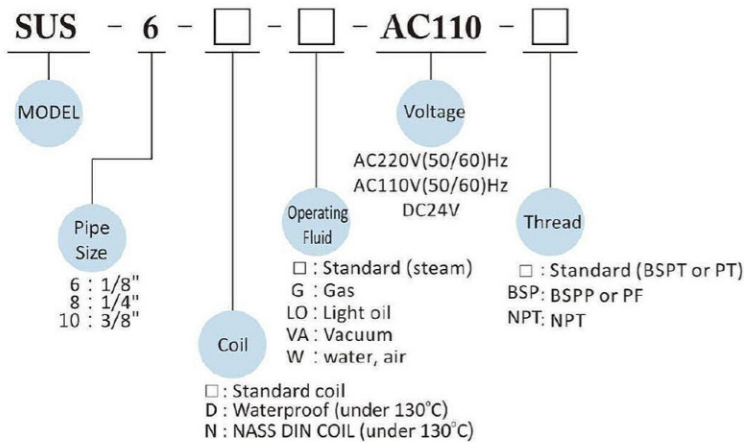 SUS - 6 - □ - □ - AC110 - □
MODEL
Pipe
Size
6 : 1/8"
8 : 1/4"
10 : 3/8"
Coil
□ : Standard coil
D : Waterproof (under 130°C)
N : NASS DIN COIL (under 130°C)
Operating
Fluid
□ : Standard (steam)
G : Gas
LO : Light oil
VA : Vacuum
W : water, air
Voltage
AC220V(50/60)Hz
AC110V(50/60)Hz
DC24V
Thread
□ : Standard (BSPT or PT)
BSP: BSPP or PF
NPT: NPT